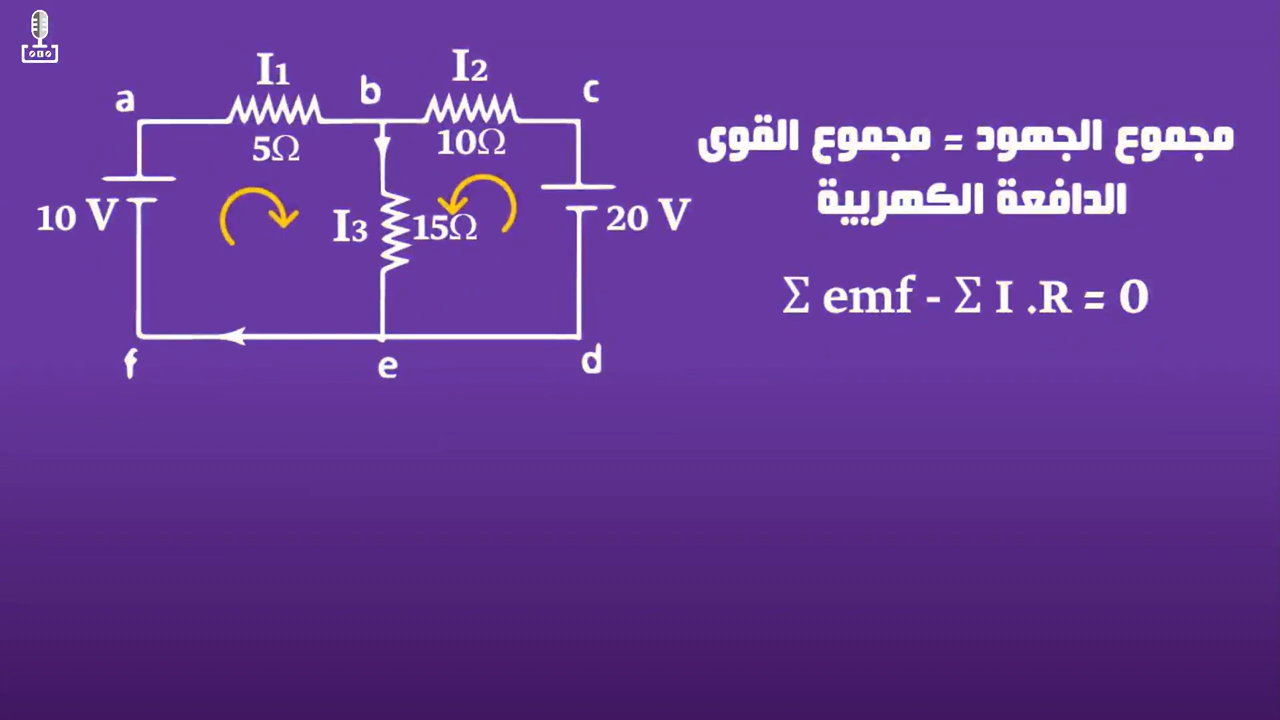 I1
I2
a
b
c
5Ω
10Ω
10 V
I3
15Ω
20 V
f
e
d
مجموع الجهود = مجموع القوى
الدافعة الكهربية
Σ emf - Σ I .R = 0